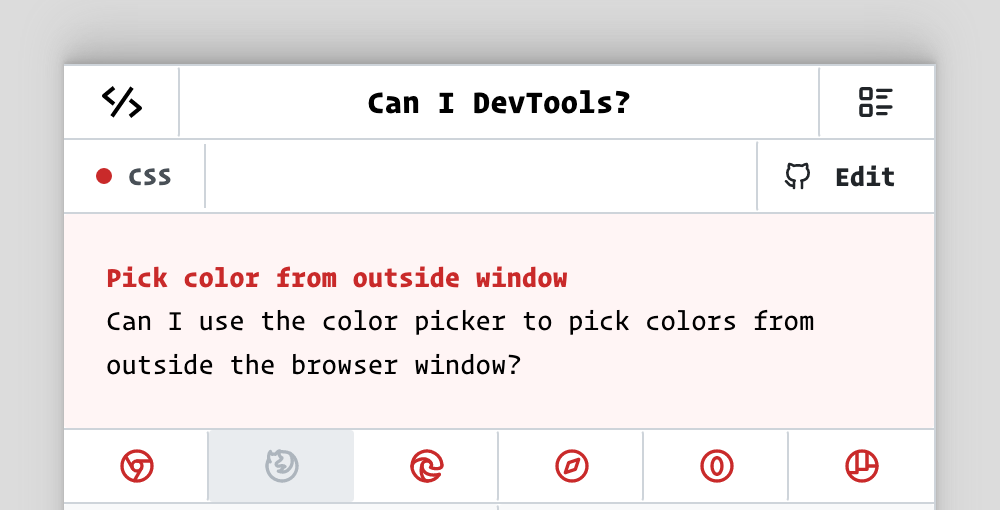 Can I DevTools?
CSS
Edit
Pick color from outside window
Can I use the color picker to pick colors from
outside the browser window?